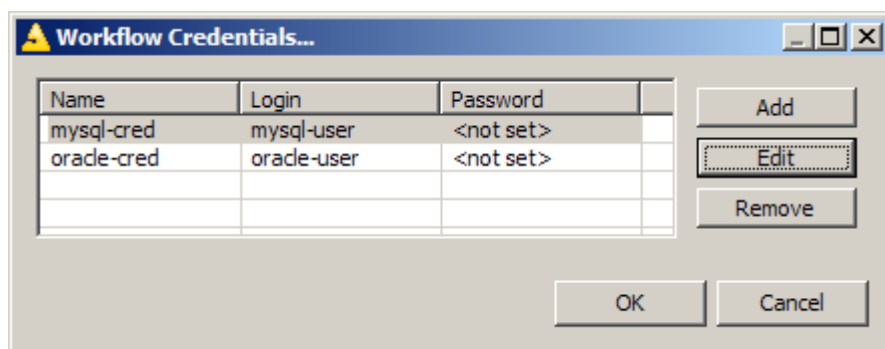 Workflow Credentials...
Name Login Password
mysql-cred mysql-user <not set>
oracle-cred oracle-user <not set>
Add
Edit
Remove
OK Cancel